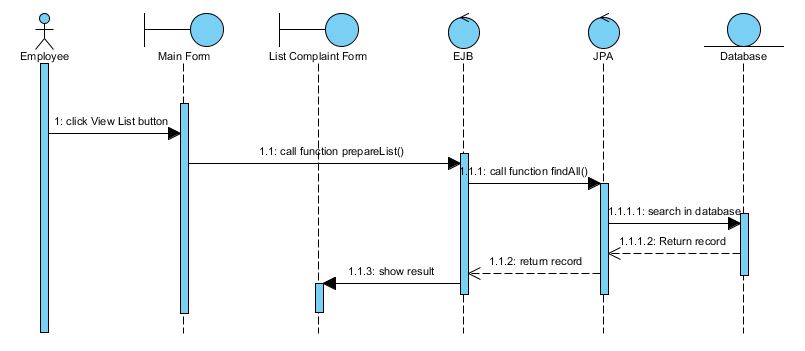 Employee
Main Form
List Complaint Form
EJB
JPA
Database
1: click View List button
1.1: call function prepareList()
1.1.1: call function findAll()
1.1.1.1: search in database
1.1.1.2: Return record
1.1.2: return record
1.1.3: show result